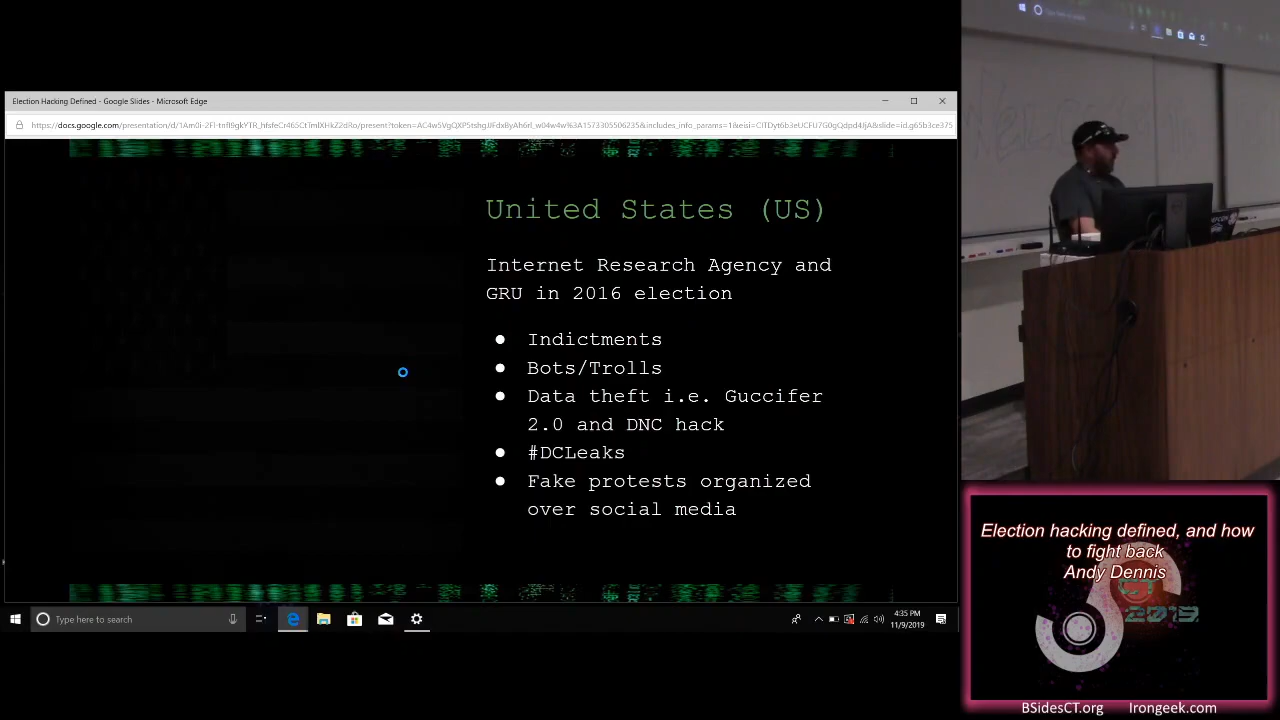 Election Hacking Defined - Google Slides - Microsoft Edge
United States (US)
Internet Research Agency and
GRU in 2016 election
● Indictments
● Bots/Trolls
● Data theft i.e. Guccifer
2.0 and DNC hack
● #DCLeaks
● Fake protests organized
over social media
Type here to search
4:35 PM
11/9/2019
Election hacking defined, and how
to fight back
Andy Dennis
CT
2019
BSidesCT.org Irongeek.com